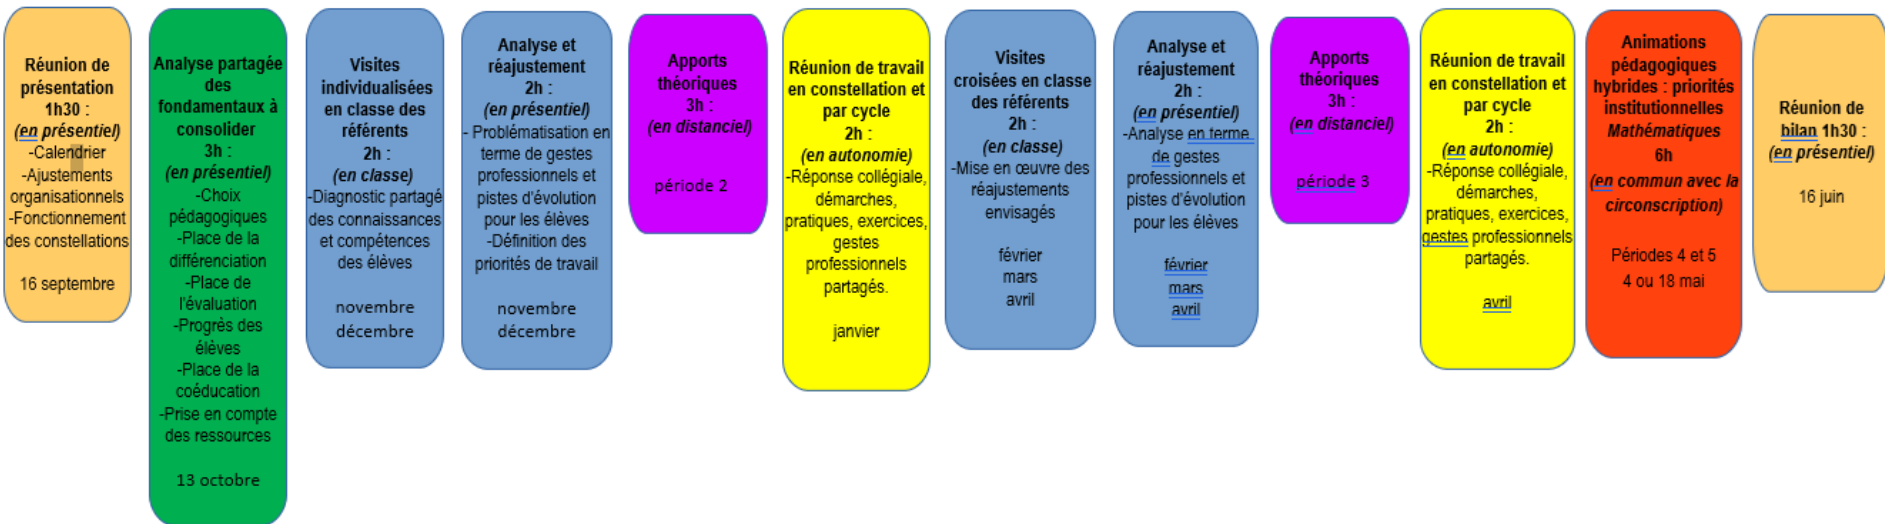 Réunion de
présentation
1h30 :
(en présentiel)
-Calendrier
-Ajustements
organisationnels
-Fonctionnement
des constellations
16 septembre
Analyse partagée
des
fondamentaux à
consolider
3h :
(en présentiel)
-Choix
pédagogiques
-Place de la
différenciation
-Place de
l'évaluation
-Progrès des
élèves
-Place de la
coéducation
-Prise en compte
des ressources
13 octobre
Visites
individualisées
en classe des
référents
2h :
(en classe)
-Diagnostic partagé
des connaissances
et compétences
des élèves
novembre
décembre
Analyse et
réajustement
2h :
(en présentiel)
- Problématisation en
terme de gestes
professionnels et
pistes d'évolution
pour les élèves
-Définition des
priorités de travail
novembre
décembre
Apports
théoriques
3h :
(en distanciel)
période 2
Réunion de travail
en constellation et
par cycle
2h :
(en autonomie)
-Réponse collégiale,
démarches,
pratiques, exercices,
gestes
professionnels
partagés.
janvier
Visites
croisées en classe
des référents
2h :
(en classe)
-Mise en œuvre des
réajustements
envisagés
février
mars
avril
Analyse et
réajustement
2h :
(en présentiel)
-Analyse en terme
de gestes
professionnels et
pistes d'évolution
pour les élèves
février
mars
avril
Apports
théoriques
3h :
(en distanciel)
période 3
Réunion de travail
en constellation et
par cycle
2h :
(en autonomie)
-Réponse collégiale,
démarches,
pratiques, exercices,
gestes professionnels
partagés.
avril
Animations
pédagogiques
hybrides : priorités
institutionnelles
Mathématiques
6h
(en commun avec la
circonscription)
Périodes 4 et 5
4 ou 18 mai
Réunion de
bilan 1h30 :
(en présentiel)
16 juin